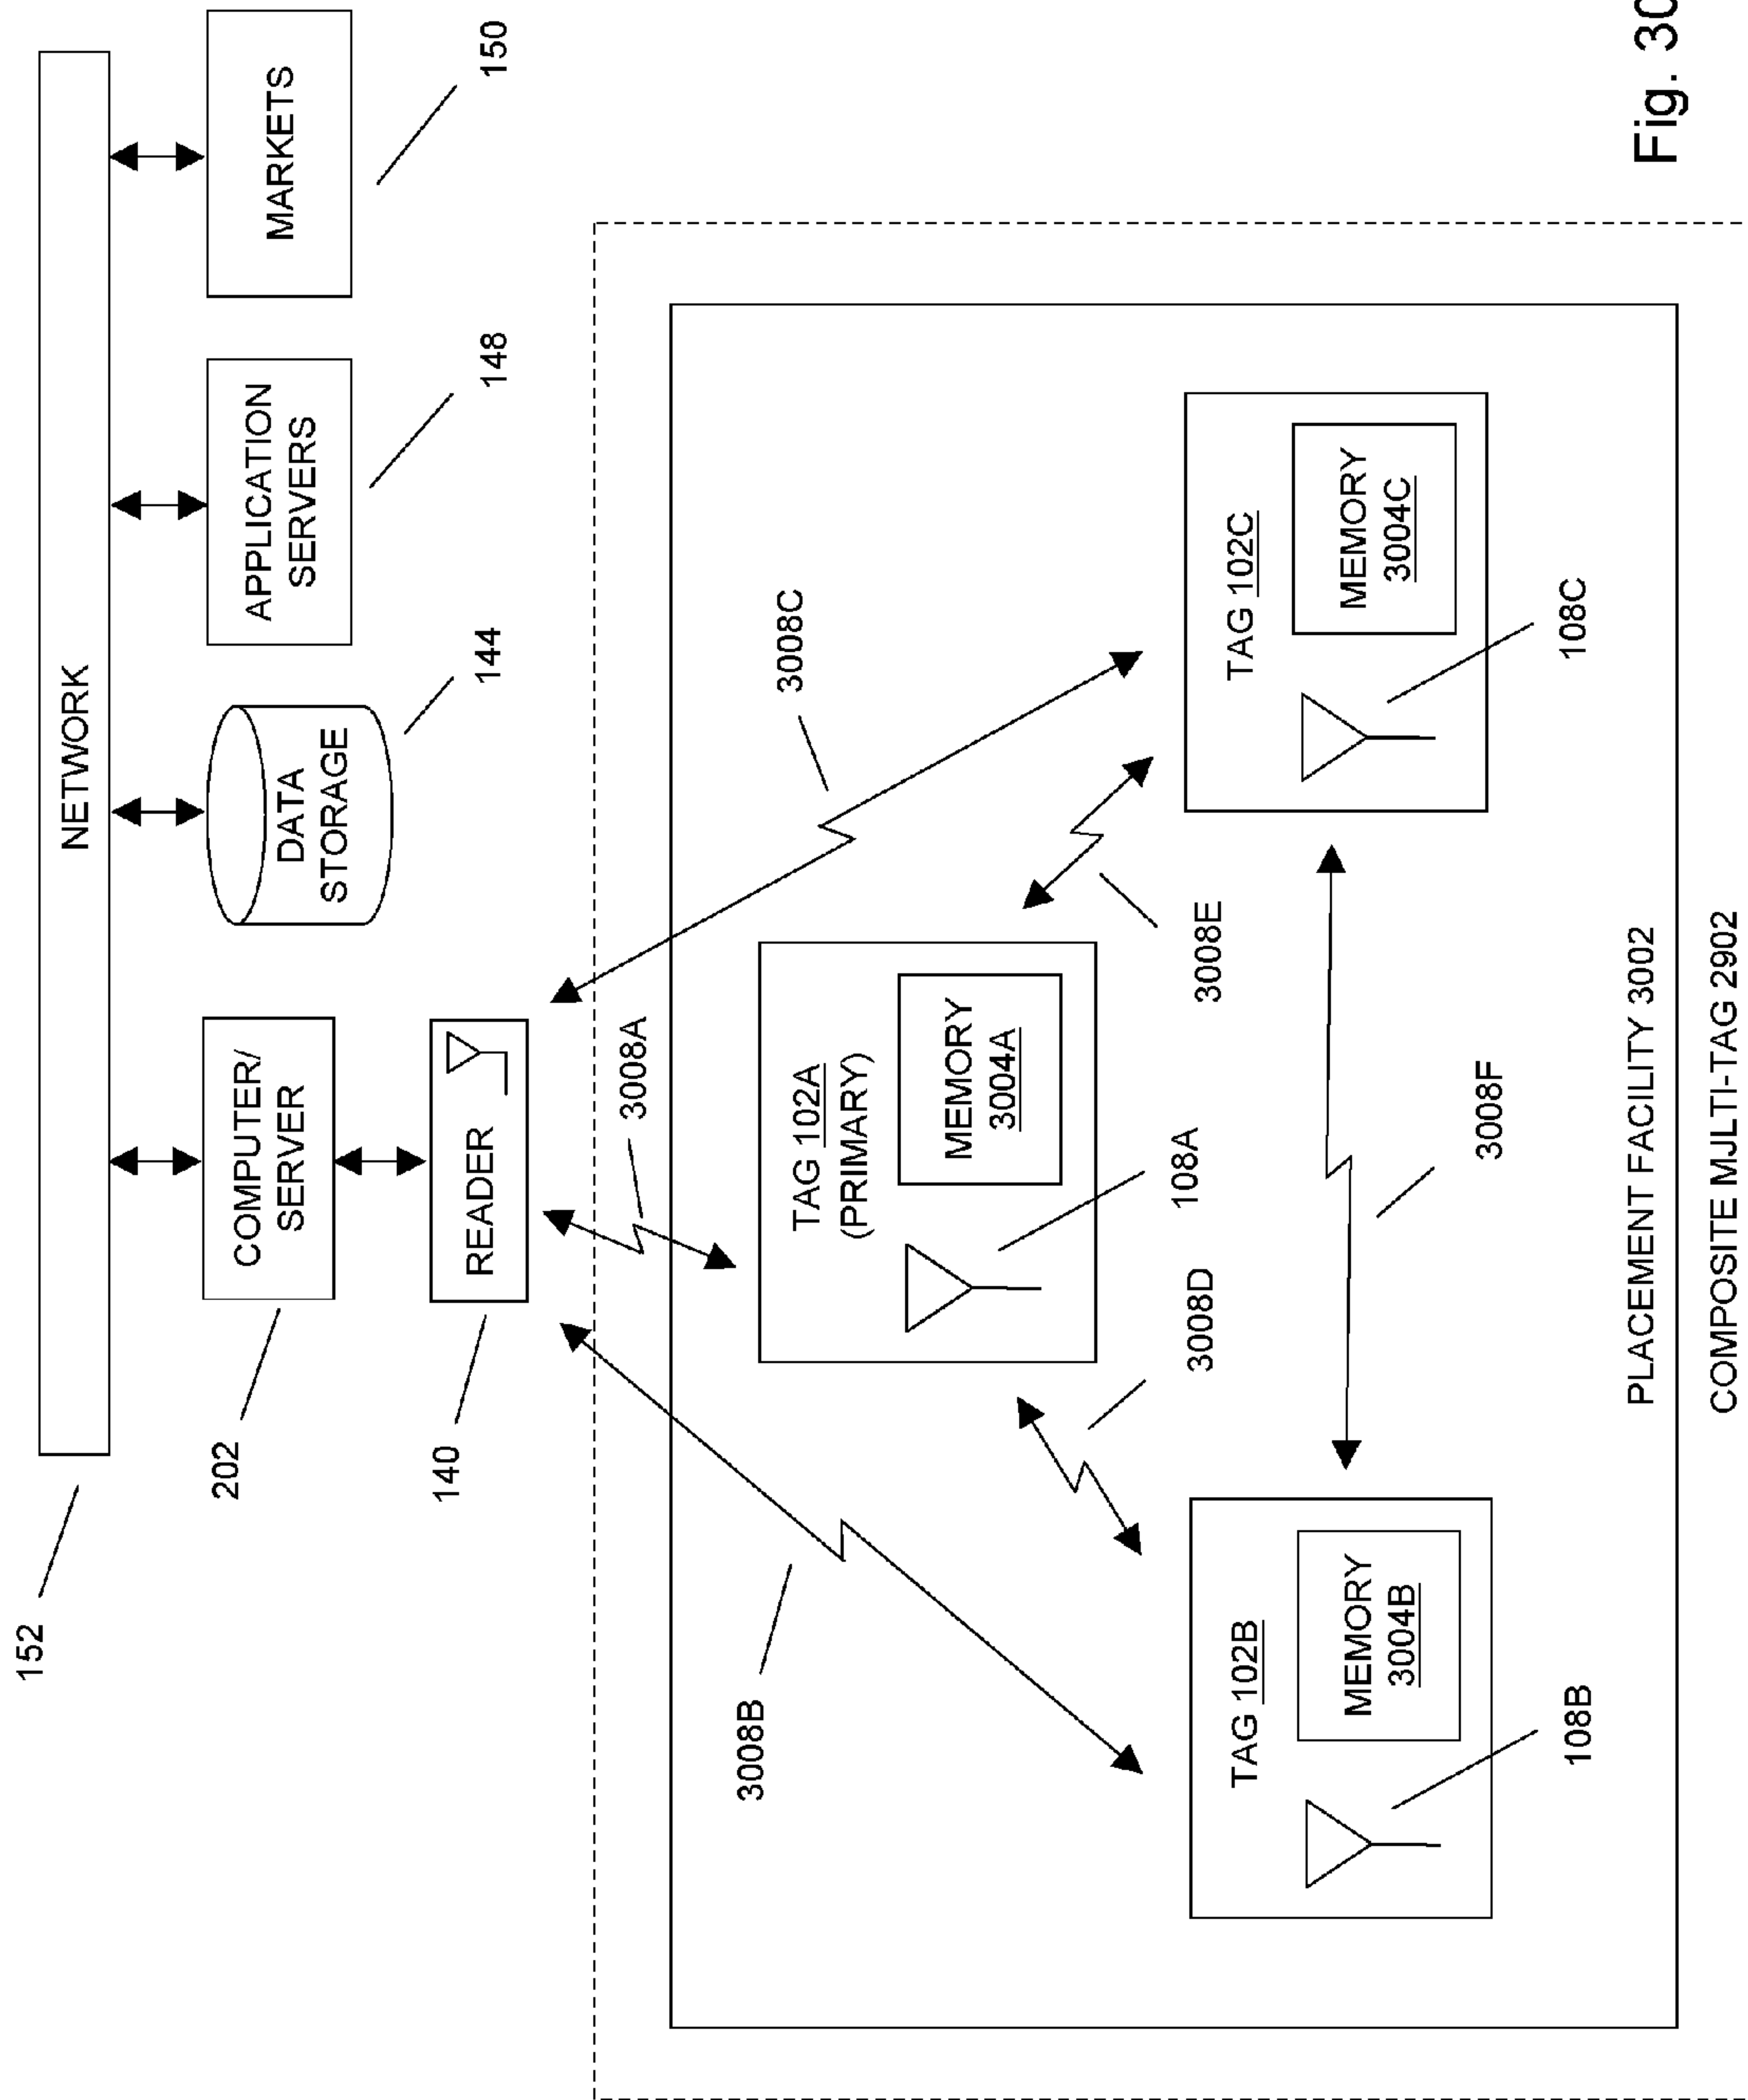 152
NETWORK
202
COMPUTER/
SERVER
DATA
STORAGE
144
APPLICATION
SERVERS
148
MARKETS
150
140
READER
3008A
3008B
3008C
TAG 102A
(PRIMARY)
MEMORY
3004A
108A
3008D
3008E
TAG 102B
MEMORY
3004B
108B
TAG 102C
MEMORY
3004C
108C
3008F
PLACEMENT FACILITY 3002
COMPOSITE MJLTI-TAG 2902
Fig. 30